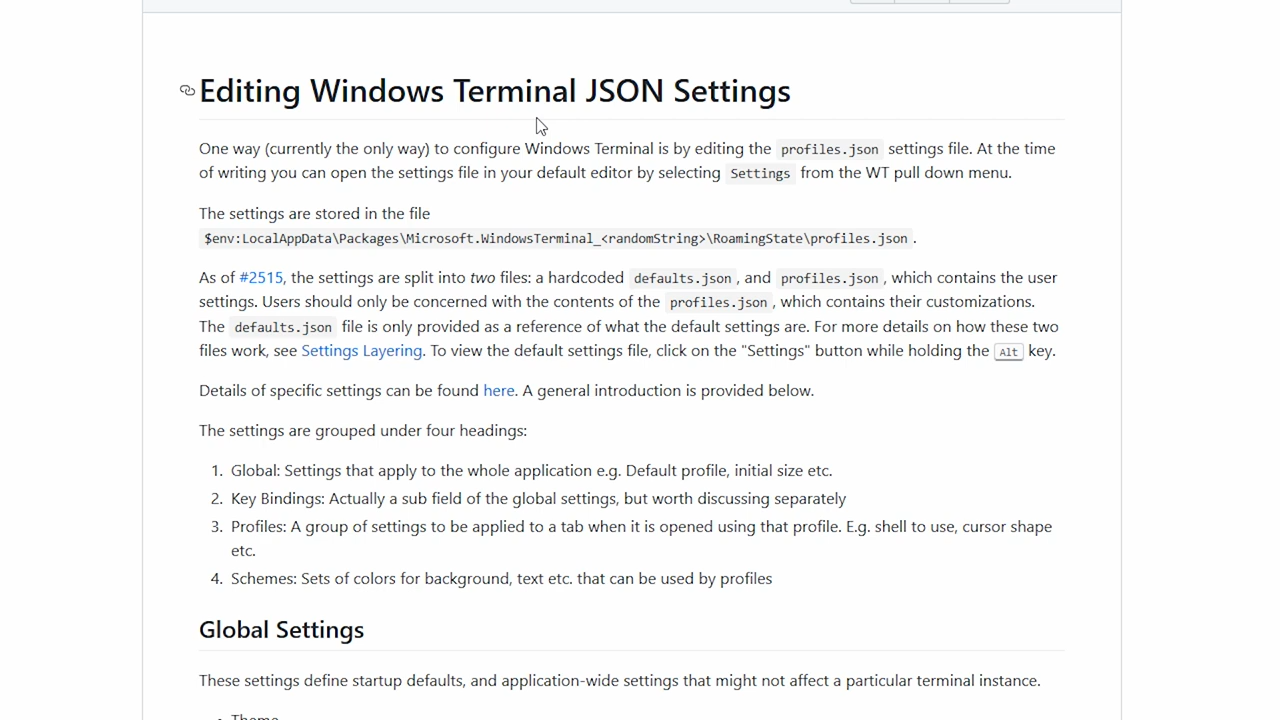 Editing Windows Terminal JSON Settings
One way (currently the only way) to configure Windows Terminal is by editing the profiles.json settings file. At the time
of writing you can open the settings file in your default editor by selecting Settings from the WT pull down menu.
The settings are stored in the file
$env:LocalAppData\Packages\Microsoft.WindowsTerminal_<randomString>\RoamingState\profiles.json .
As of #2515, the settings are split into two files: a hardcoded defaults.json , and profiles.json , which contains the user
settings. Users should only be concerned with the contents of the profiles.json , which contains their customizations.
The defaults.json file is only provided as a reference of what the default settings are. For more details on how these two
files work, see Settings Layering. To view the default settings file, click on the "Settings" button while holding the Alt key.
Details of specific settings can be found here. A general introduction is provided below.
The settings are grouped under four headings:
1. Global: Settings that apply to the whole application e.g. Default profile, initial size etc.
2. Key Bindings: Actually a sub field of the global settings, but worth discussing separately
3. Profiles: A group of settings to be applied to a tab when it is opened using that profile. E.g. shell to use, cursor shape
etc.
4. Schemes: Sets of colors for background, text etc. that can be used by profiles
Global Settings
These settings define startup defaults, and application-wide settings that might not affect a particular terminal instance.
• Theme